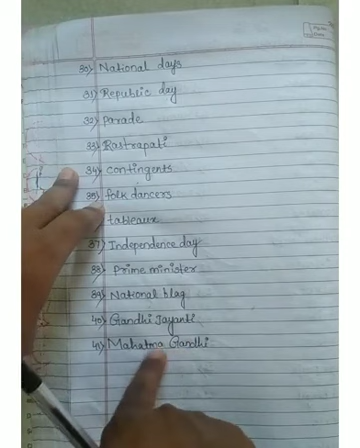 30) National days
31) Republic day
32) Parade
33) Rastrapati
34) contingents
35) folk dancers
tableaux
37) Independence day
38) Prime minister
39) National blag
40) Gandhi Jayanti
41) Mahatma Gandhi